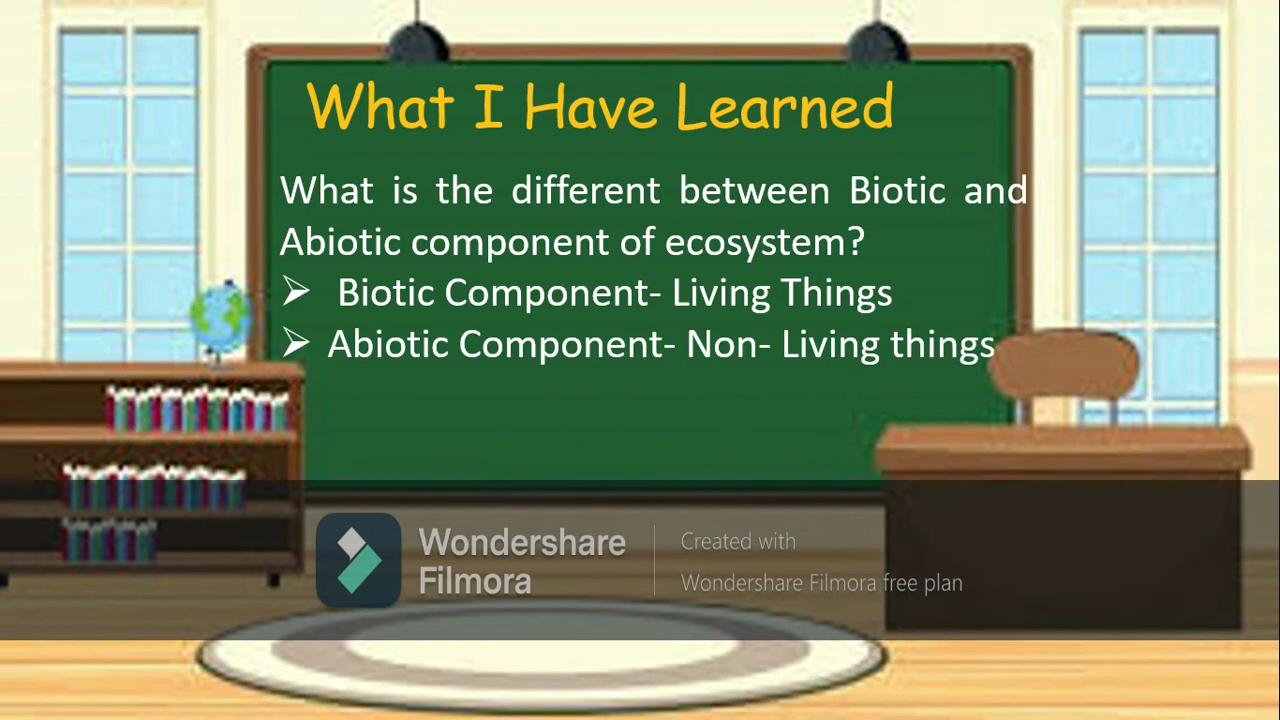 What I Have Learned
What is the different between Biotic and
Abiotic component of ecosystem?
➢ Biotic Component- Living Things
➢ Abiotic Component- Non- Living things
Wondershare
Filmora
Created with
Wondershare Filmora free plan